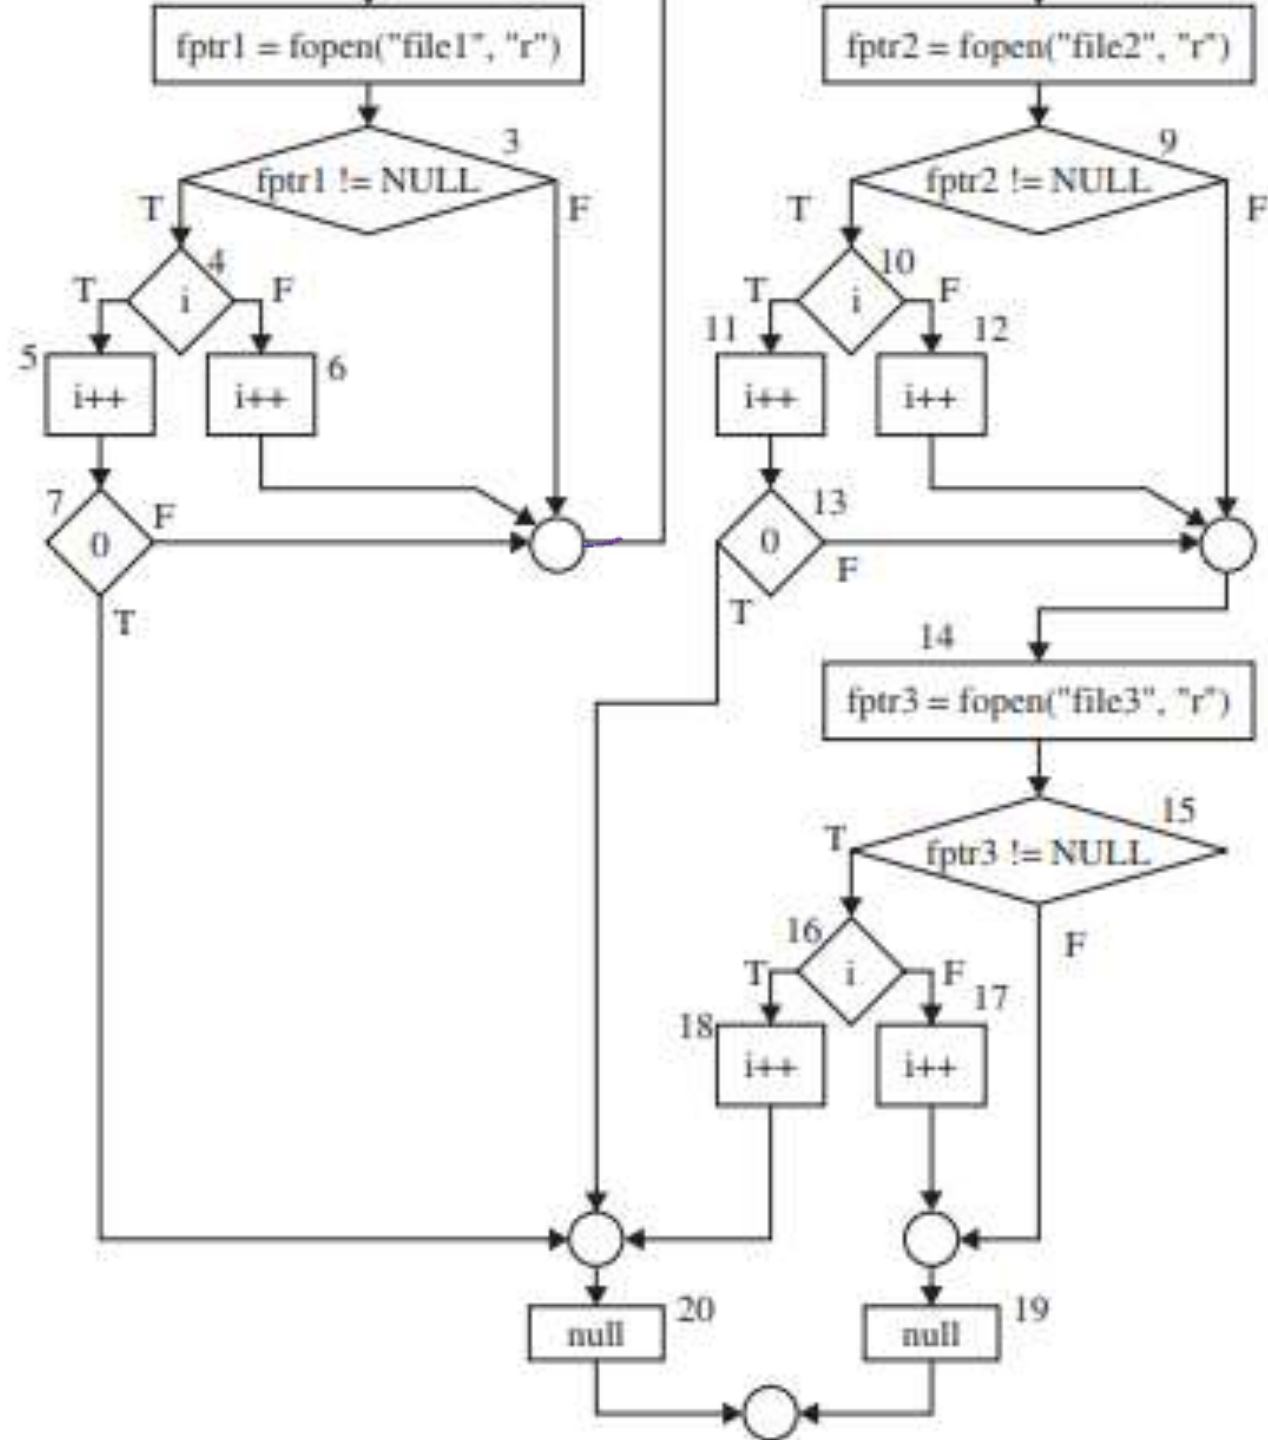 fptr1 = fopen("file1", "r")
fptr2 = fopen("file2", "r")
3
fptr1 != NULL
T
F
9
fptr2 != NULL
T
F
4
i
T
F
10
i
T
F
5
i++
6
i++
11
i++
12
i++
7
0
F
T
13
0
F
T
14
fptr3 = fopen("file3", "r")
15
fptr3 != NULL
T
F
16
i
T
F
18
i++
17
i++
null
20
null
19